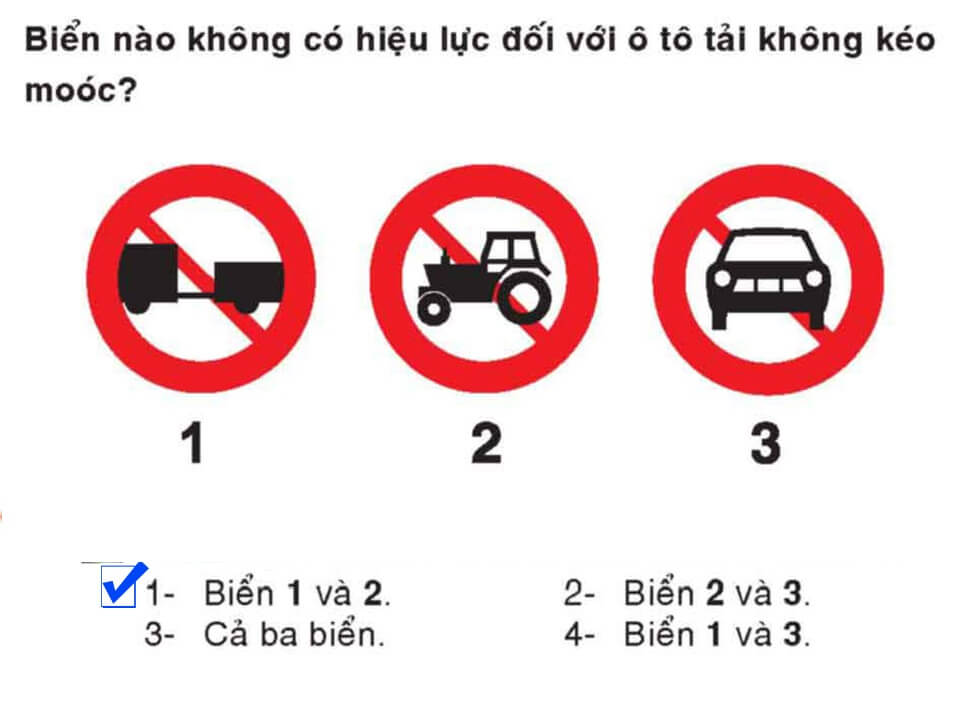 Biển nào không có hiệu lực đối với ô tô tải không kéo
moóc?
1 2 3
1- Biển 1 và 2. 2- Biển 2 và 3.
3- Cả ba biển. 4- Biển 1 và 3.